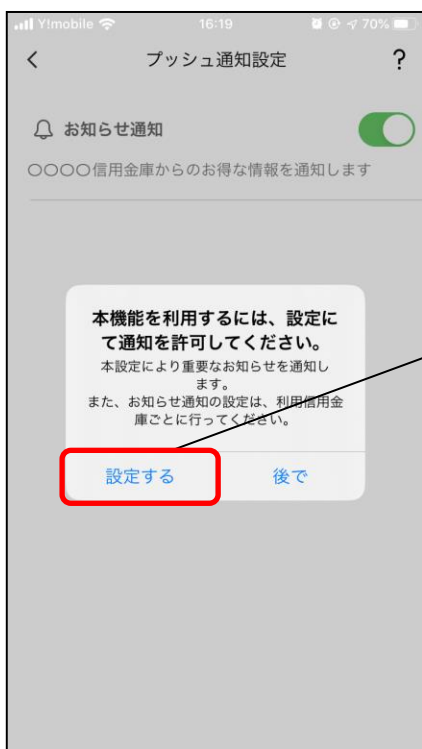 Y!mobile 16:19 70%
プッシュ通知設定 ?
お知らせ通知
〇〇〇〇信用金庫からのお得な情報を通知します
本機能を利用するには、設定に
て通知を許可してください。
本設定により重要なお知らせを通知し
ます。
また、お知らせ通知の設定は、利用信用金
庫ごとに行ってください。
設定する 後で